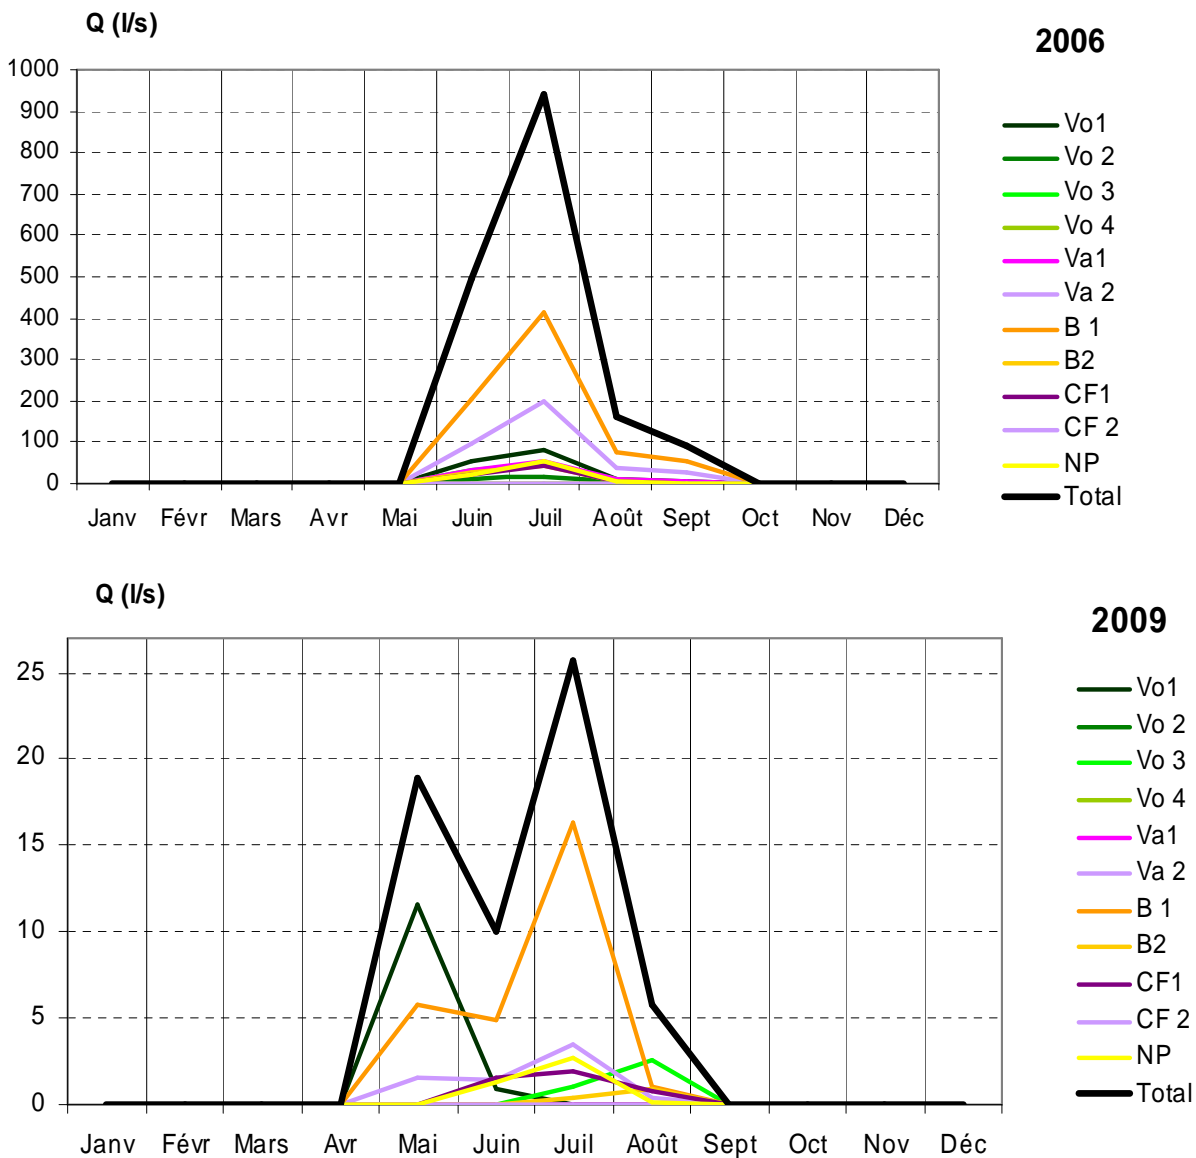 Q (l/s)
2006
1000
900
800
700
600
500
400
300
200
100
0
Janv Févr Mars Avr Mai Juin Juil Août Sept Oct Nov Déc
Vo1
Vo 2
Vo 3
Vo 4
Va1
Va 2
B 1
B2
CF1
CF 2
NP
Total
Q (l/s)
2009
25
20
15
10
5
0
Janv Févr Mars Avr Mai Juin Juil Août Sept Oct Nov Déc
Vo1
Vo 2
Vo 3
Vo 4
Va1
Va 2
B 1
B2
CF1
CF 2
NP
Total